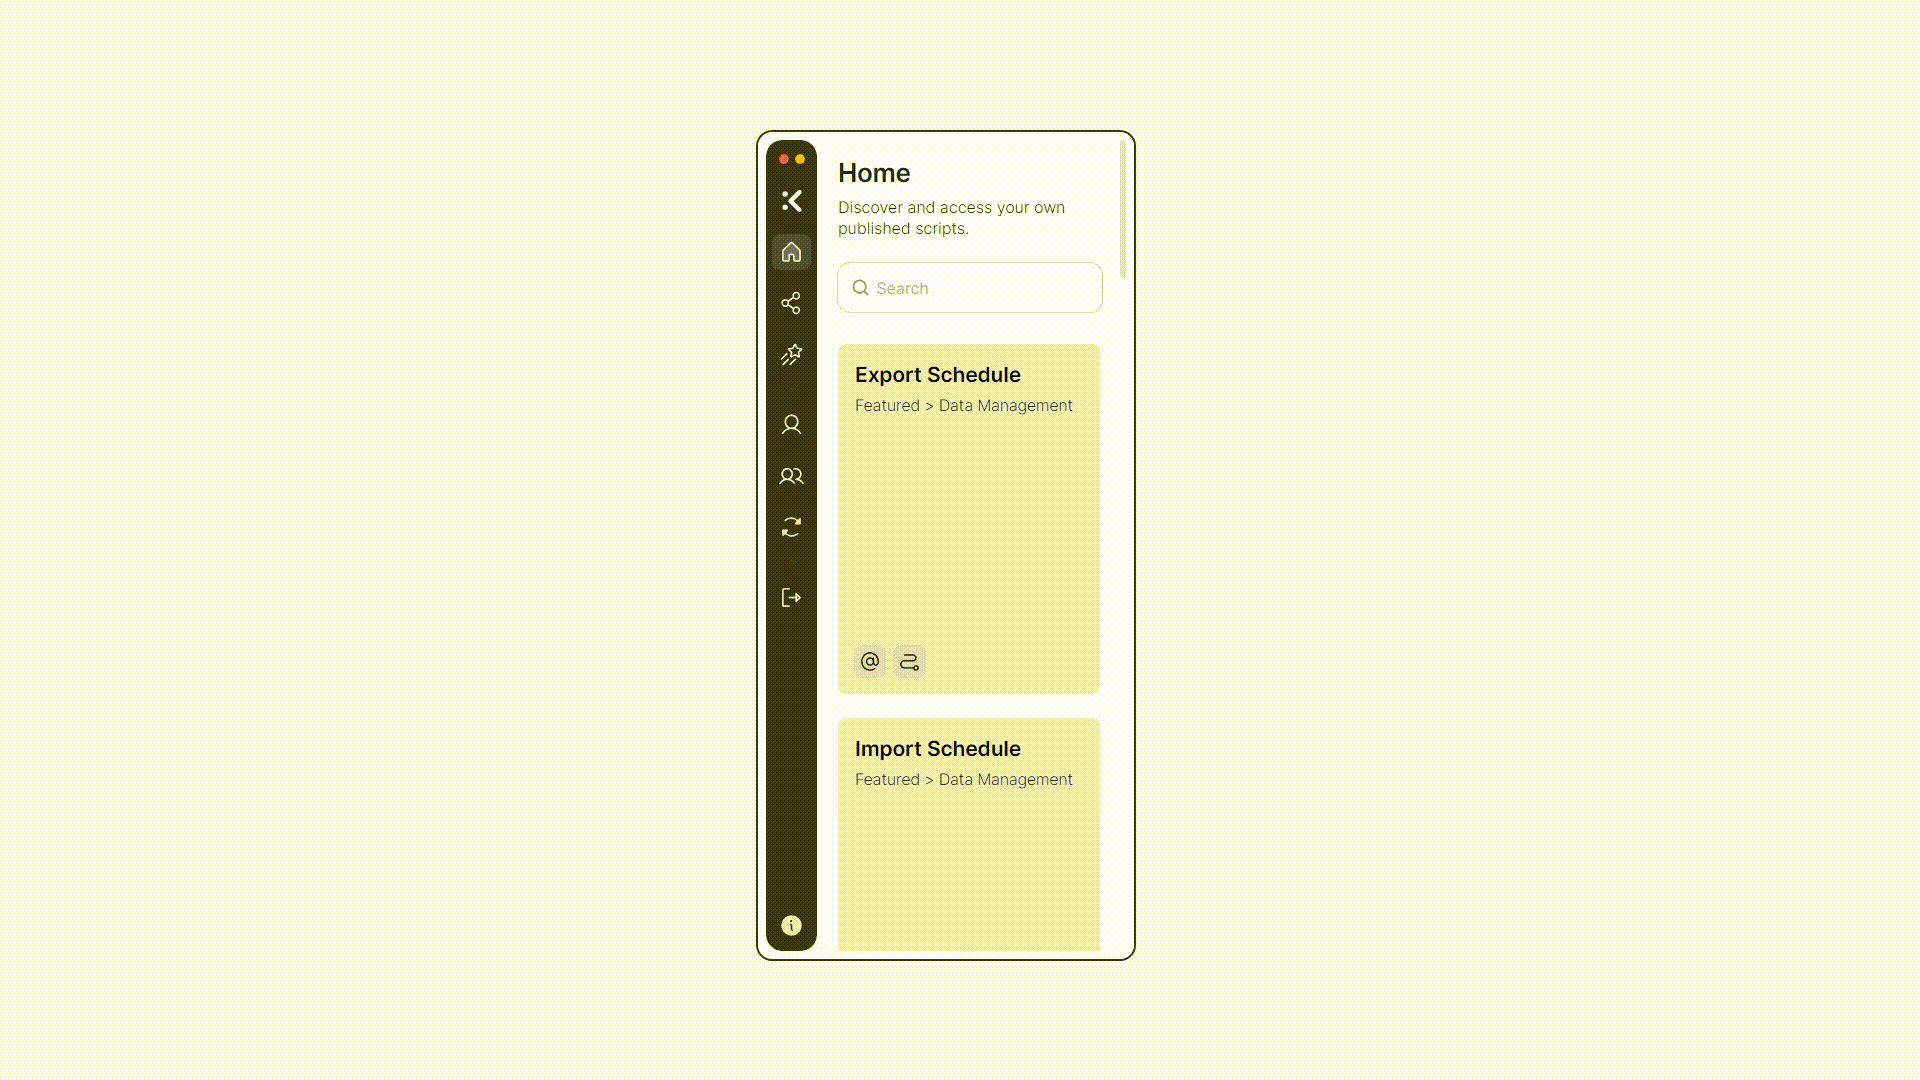 Home
Discover and access your own
published scripts.
Search
Export Schedule
Featured > Data Management
Import Schedule
Featured > Data Management